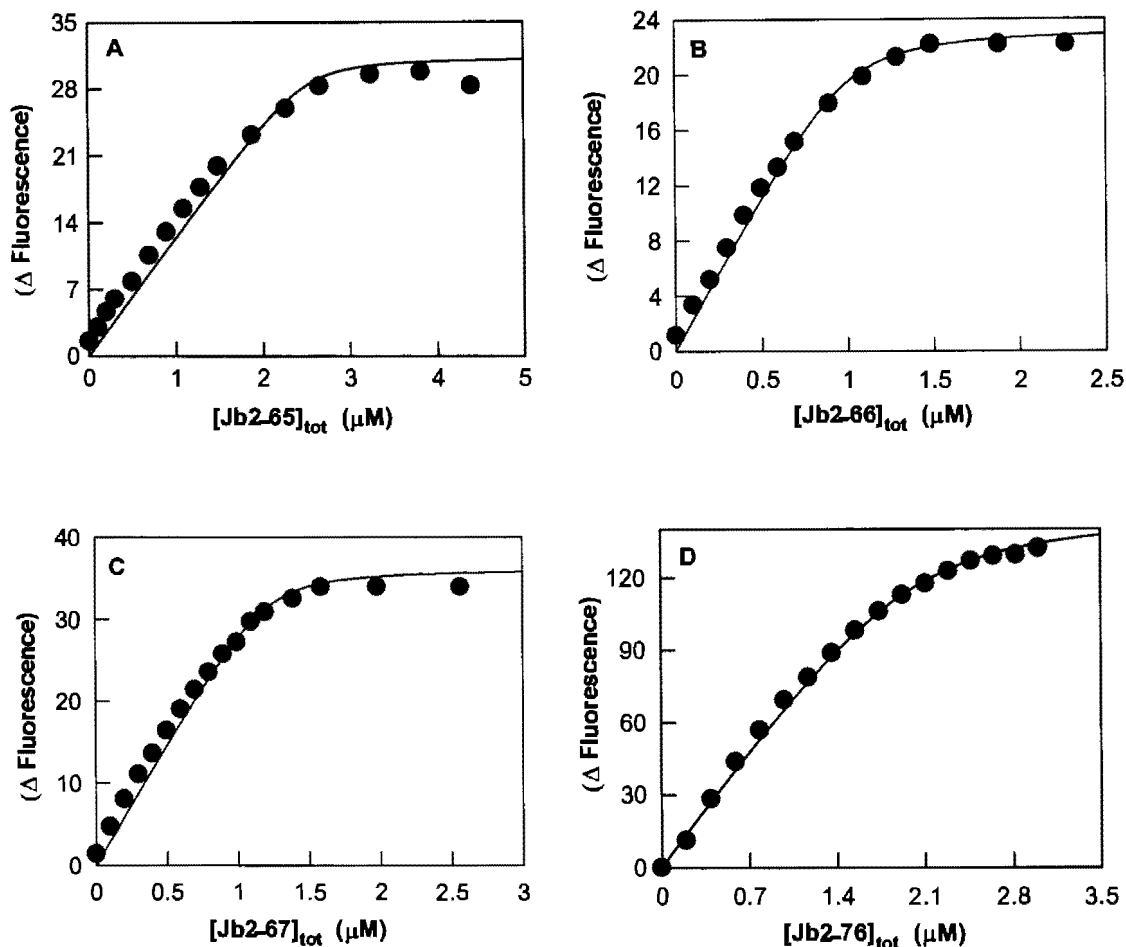 A
(Δ Fluorescence)
35
28
21
14
7
0
0 1 2 3 4 5
[Jb2-65]tot (μM)
B
(Δ Fluorescence)
24
20
16
12
8
4
0
0 0.5 1 1.5 2 2.5
[Jb2-66]tot (μM)
C
(Δ Fluorescence)
40
30
20
10
0
0 0.5 1 1.5 2 2.5 3
[Jb2-67]tot (μM)
D
(Δ Fluorescence)
120
90
60
30
0
0 0.7 1.4 2.1 2.8 3.5
[Jb2-76]tot (μM)